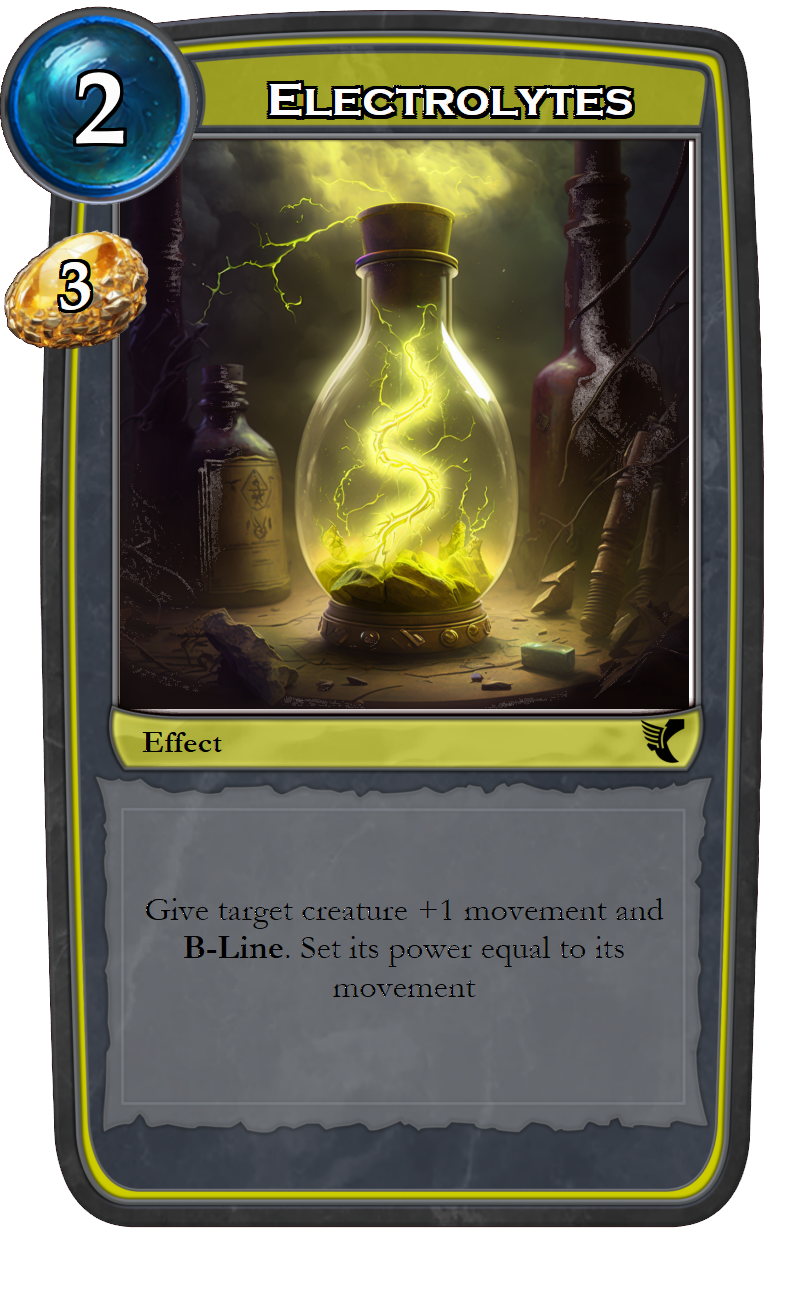 2
ELECTROLYTES
3
Effect
Give target creature +1 movement and
B-Line. Set its power equal to its
movement